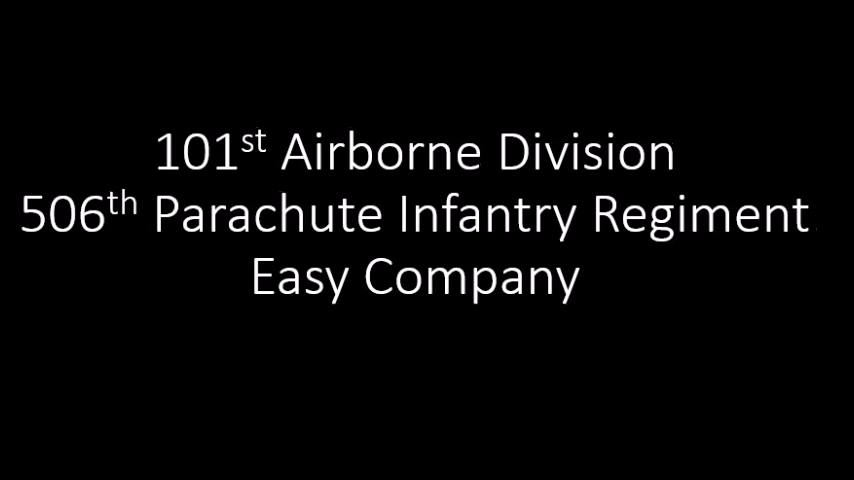 101st Airborne Division
506th Parachute Infantry Regiment
Easy Company